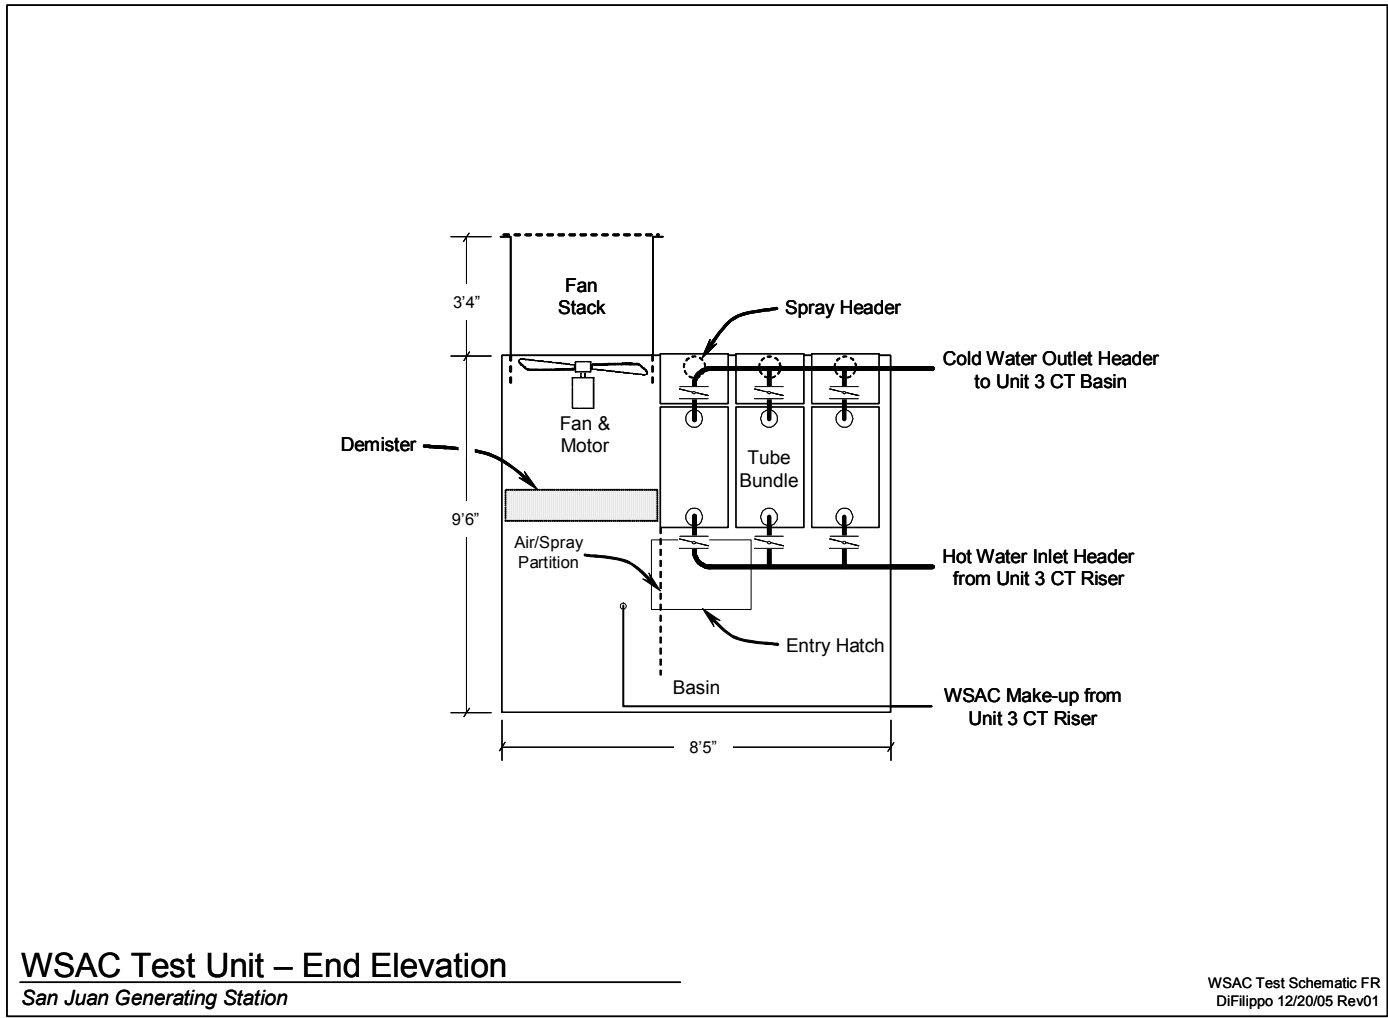 Fan
Stack
3'4”
Spray Header
Cold Water Outlet Header
to Unit 3 CT Basin
Fan &
Motor
Demister
Tube
Bundle
9'6”
Air/Spray
Partition
Hot Water Inlet Header
from Unit 3 CT Riser
Entry Hatch
Basin
WSAC Make-up from
Unit 3 CT Riser
8'5”
WSAC Test Unit – End Elevation
San Juan Generating Station
WSAC Test Schematic FR
DiFilippo 12/20/05 Rev01